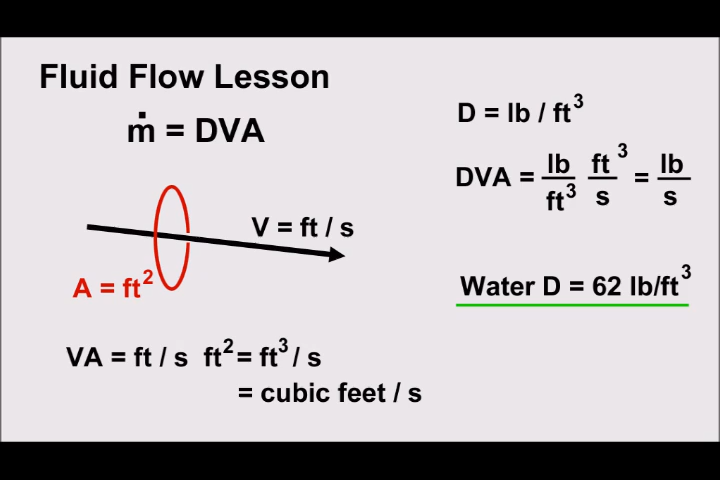 Fluid Flow Lesson
ṁ = DVA
V = ft / s
A = ft²
VA = ft / s ft² = ft³ / s
= cubic feet / s
D = lb / ft³
DVA = lb/ft³ ft³/s = lb/s
Water D = 62 lb/ft³